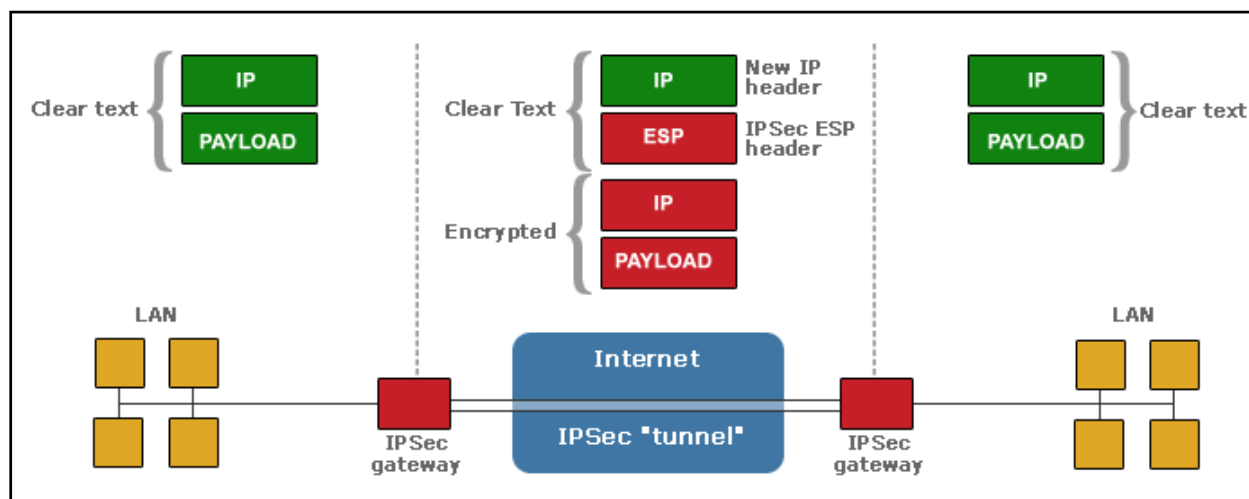 Clear text
IP
PAYLOAD
Clear Text
IP
New IP
header
ESP
IPSec ESP
header
Encrypted
IP
PAYLOAD
IP
PAYLOAD
Clear text
LAN
IPSec
gateway
Internet
IPSec "tunnel"
IPSec
gateway
LAN